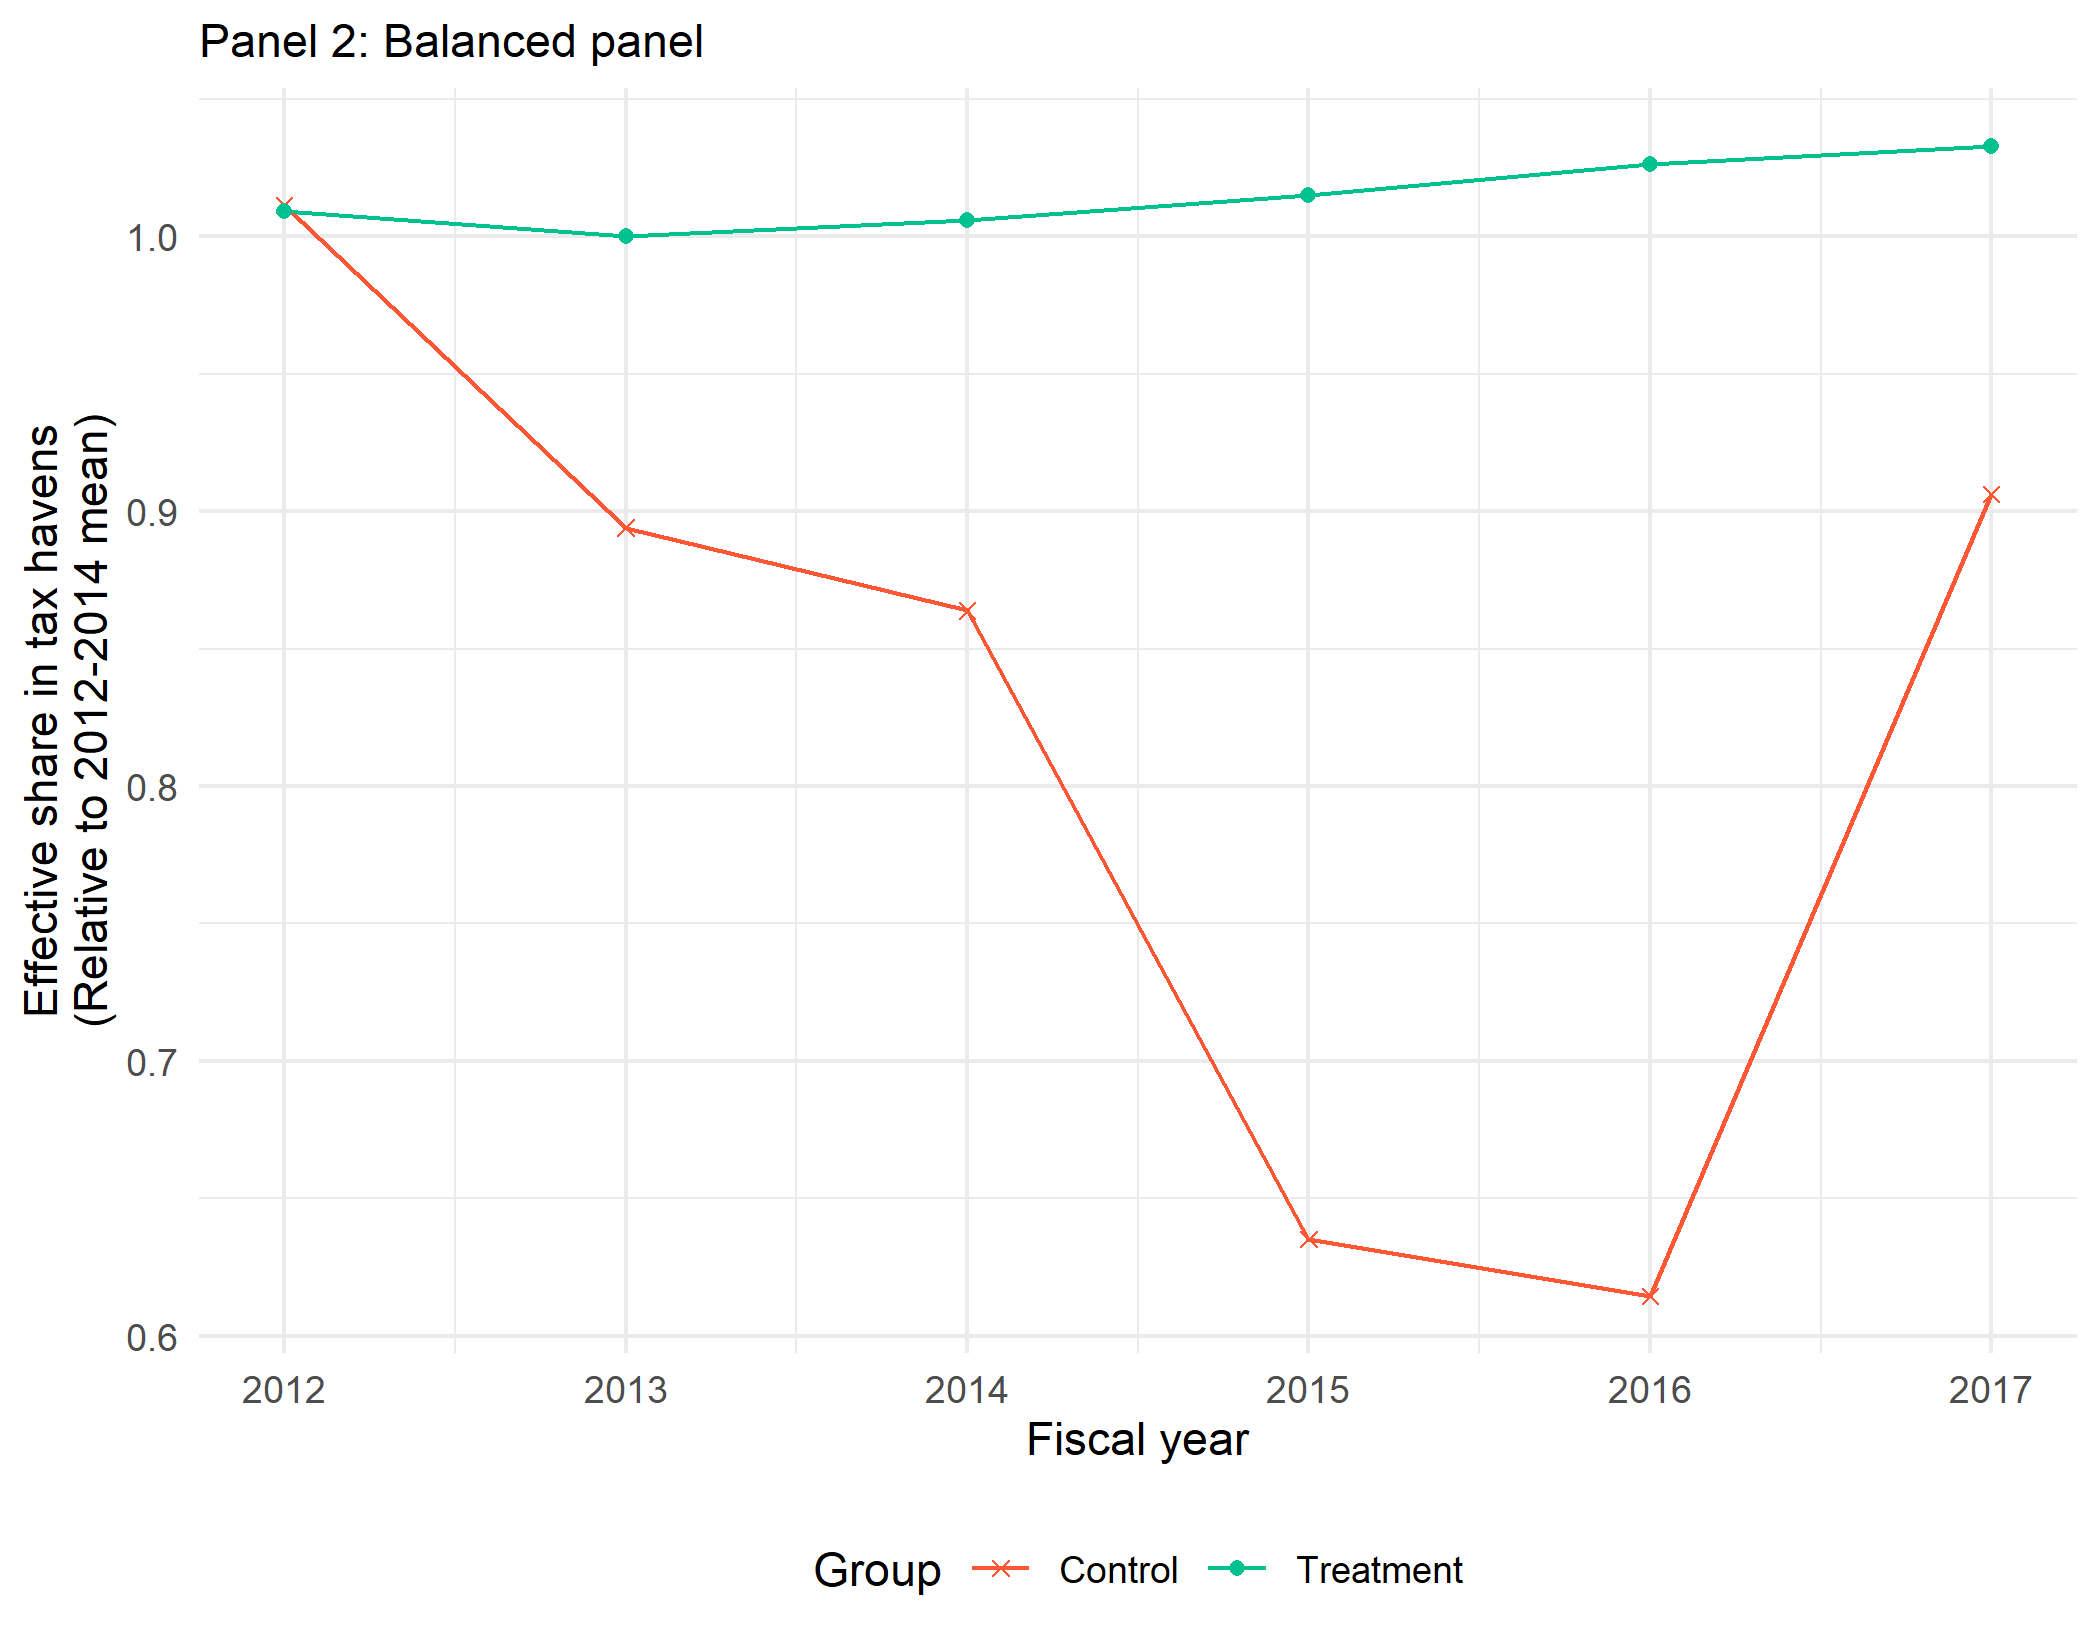 Panel 2: Balanced panel
Effective share in tax havens
(Relative to 2012-2014 mean)
1.0
0.9
0.8
0.7
0.6
2012 2013 2014 2015 2016 2017
Fiscal year
Group Control Treatment